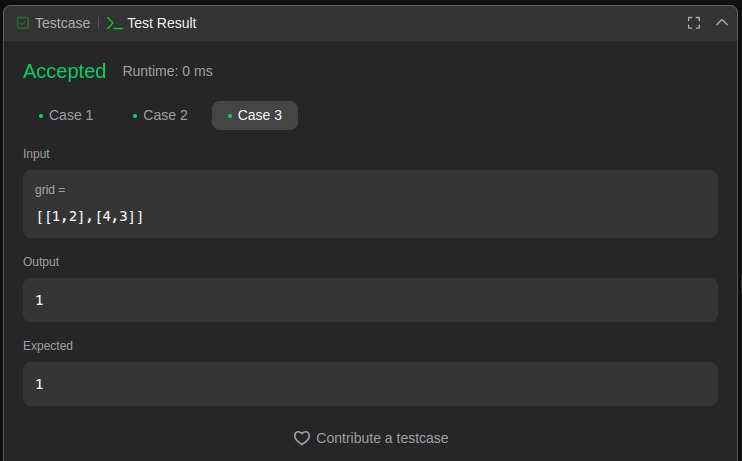 Testcase | >_ Test Result
Accepted Runtime: 0 ms
Case 1 Case 2 Case 3
Input
grid =
[[1,2],[4,3]]
Output
1
Expected
1
Contribute a testcase